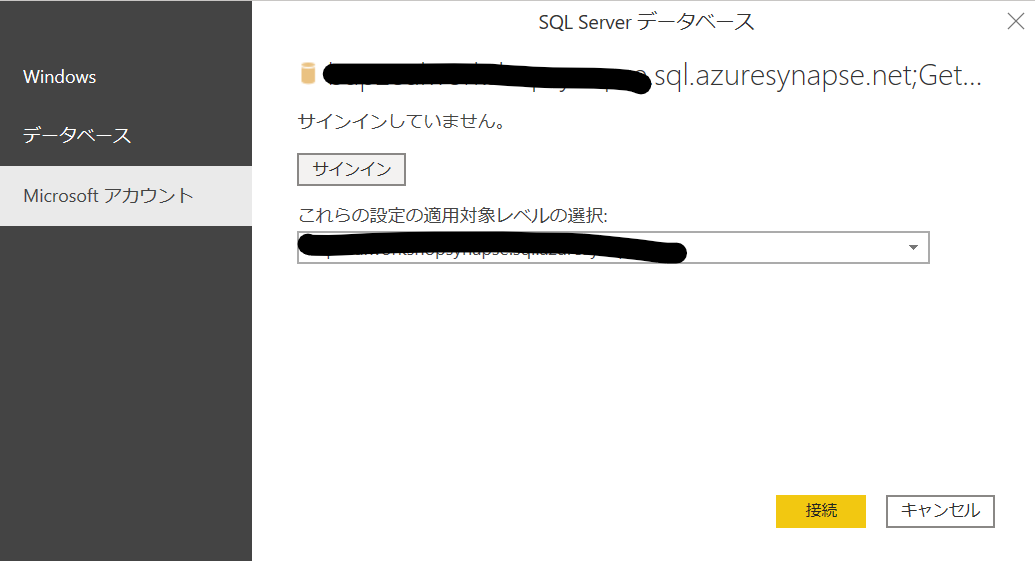 SQL Server データベース
Windows
データベース
Microsoft アカウント
.sql.azuresynapse.net;Get...
サインインしていません。
サインイン
これらの設定の適用対象レベルの選択:
接続
キャンセル